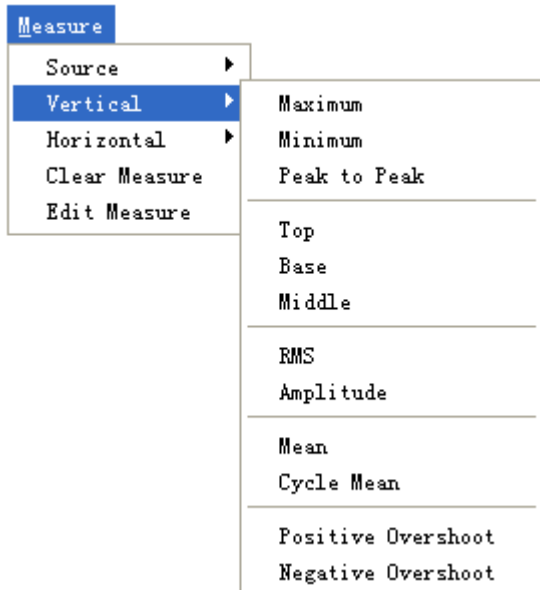 Measure
Source
Vertical
Horizontal
Clear Measure
Edit Measure
Maximum
Minimum
Peak to Peak
Top
Base
Middle
RMS
Amplitude
Mean
Cycle Mean
Positive Overshoot
Negative Overshoot